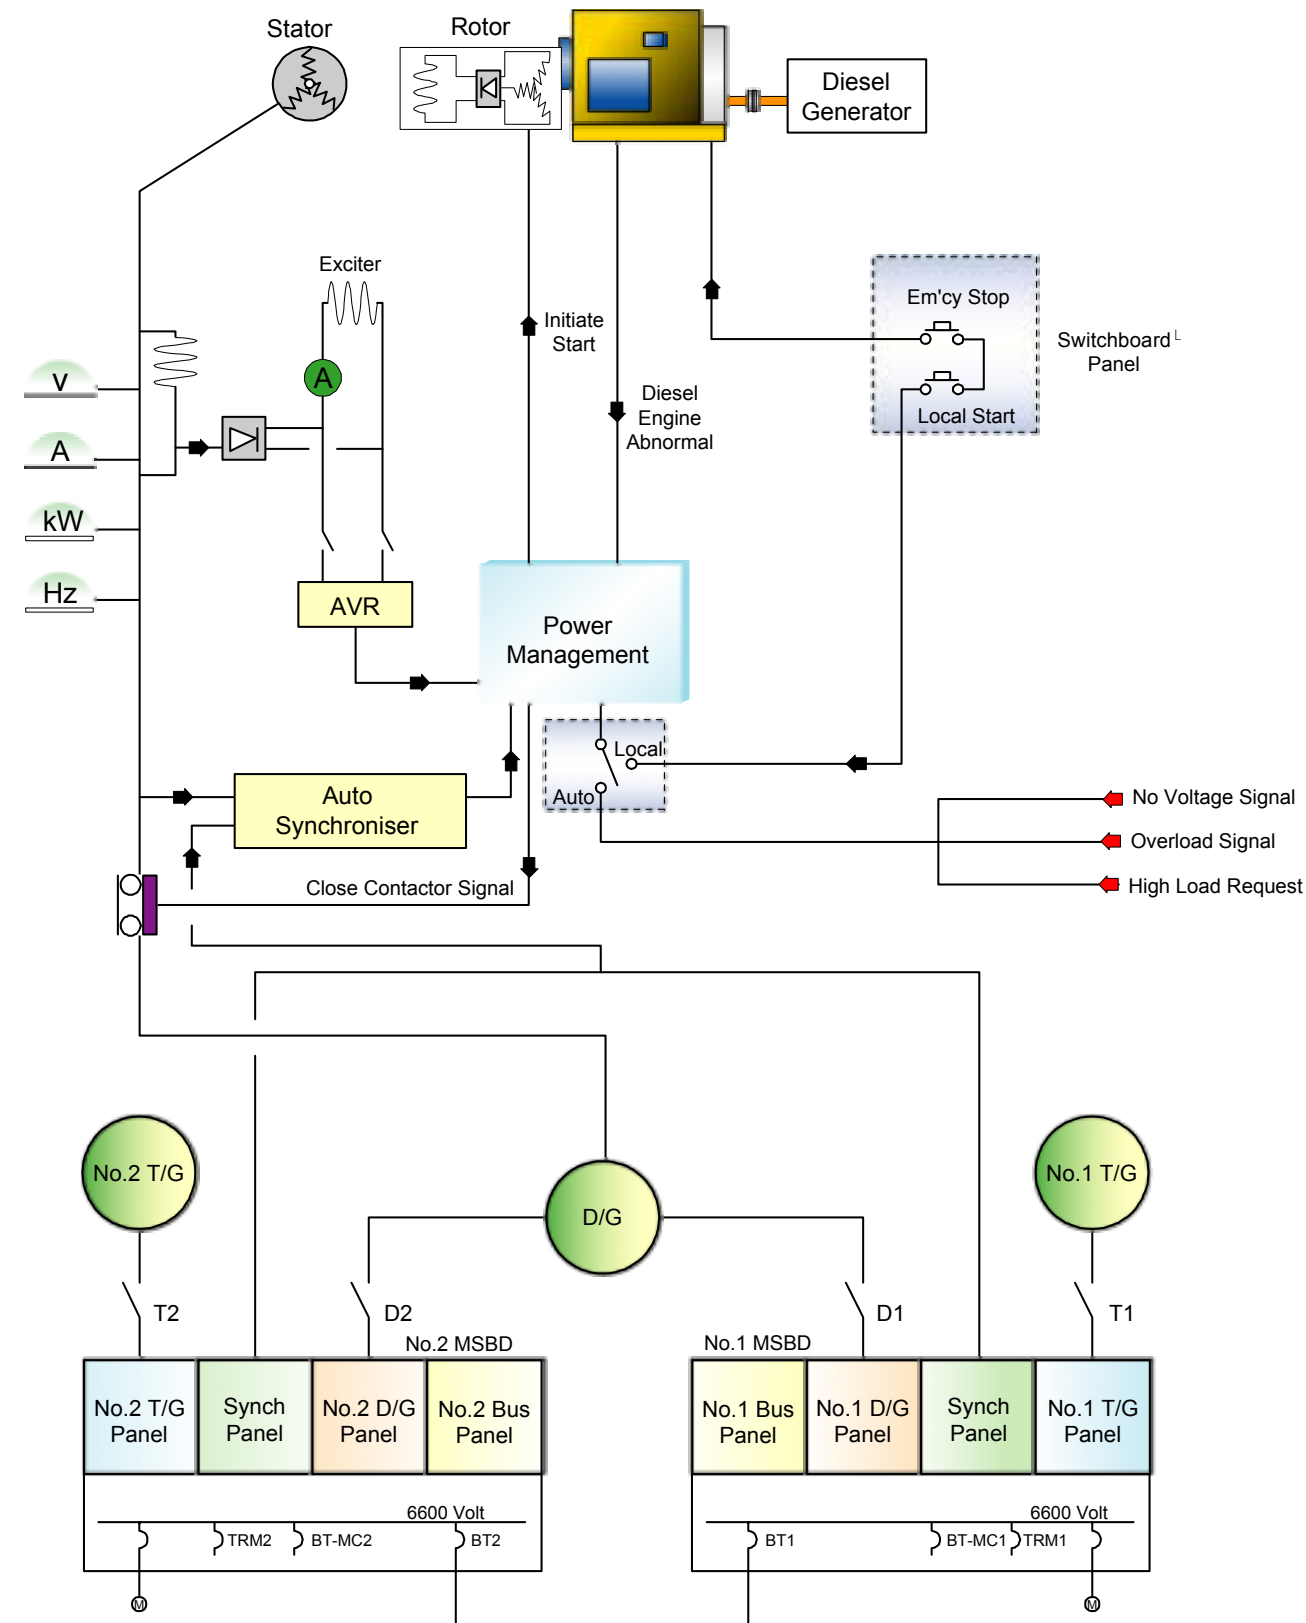 Stator
Rotor
Diesel
Generator
Exciter
A
Initiate
Start
Diesel
Engine
Abnormal
Em'cy Stop
Local Start
Switchboard
Panel
V
A
kW
Hz
AVR
Power
Management
Local
Auto
Auto
Synchroniser
No Voltage Signal
Overload Signal
High Load Request
Close Contactor Signal
No.2 T/G
D/G
No.1 T/G
T2
D2
D1
T1
No.2 MSBD
No.1 MSBD
No.2 T/G
Panel
Synch
Panel
No.2 D/G
Panel
No.2 Bus
Panel
No.1 Bus
Panel
No.1 D/G
Panel
Synch
Panel
No.1 T/G
Panel
6600 Volt
6600 Volt
TRM2
BT-MC2
BT2
BT1
BT-MC1
TRM1
M
M